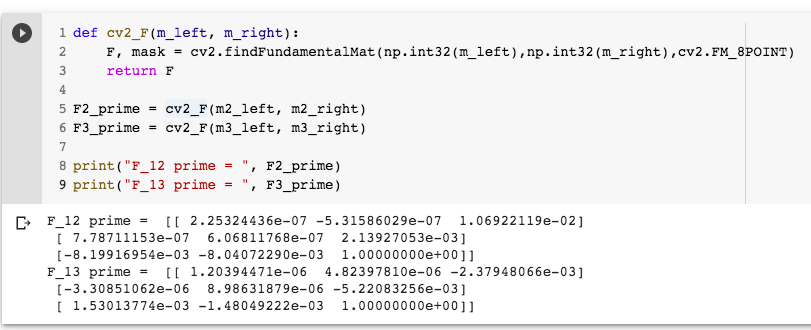 1 def cv2_F(m_left, m_right):
2     F, mask = cv2.findFundamentalMat(np.int32(m_left),np.int32(m_right),cv2.FM_8POINT)
3     return F
4
5 F2_prime = cv2_F(m2_left, m2_right)
6 F3_prime = cv2_F(m3_left, m3_right)
7
8 print("F_12 prime = ", F2_prime)
9 print("F_13 prime = ", F3_prime)
F_12 prime =  [[ 2.25324436e-07 -5.31586029e-07  1.06922119e-02]
 [ 7.78711153e-07  6.06811768e-07  2.13927053e-03]
 [-8.19916954e-03 -8.04072290e-03  1.00000000e+00]]
F_13 prime =  [[ 1.20394471e-06  4.82397810e-06 -2.37948066e-03]
 [-3.30851062e-06  8.98631879e-06 -5.22083256e-03]
 [ 1.53013774e-03 -1.48049222e-03  1.00000000e+00]]